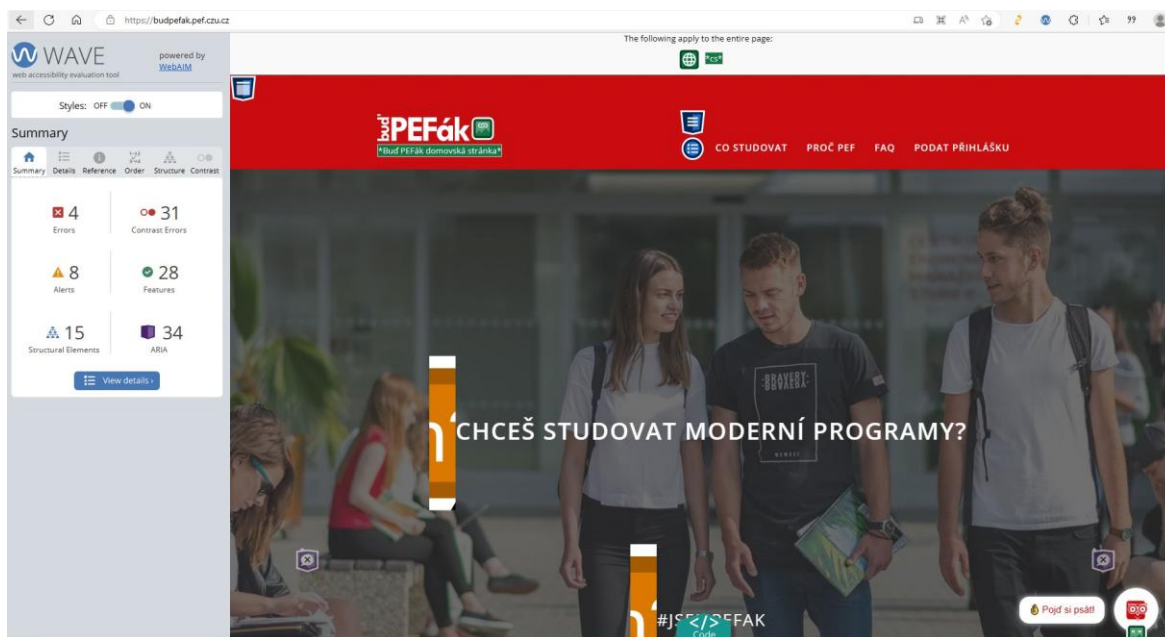 https://budpefak.pef.czu.cz
WAVE
web accessibility evaluation tool
powered by
WebAIM
Styles: OFF ON
Summary
Summary Details Reference Order Structure Contrast
4
Errors
31
Contrast Errors
8
Alerts
28
Features
15
Structural Elements
34
ARIA
View details ›
The following apply to the entire page:
*cs*
buď PEFák
*Buď PEFák domovská stránka*
CO STUDOVAT PROČ PEF FAQ PODAT PŘIHLÁŠKU
BRAVERY
CHCEŠ STUDOVAT MODERNÍ PROGRAMY?
</>
Code
Pojď si psát!